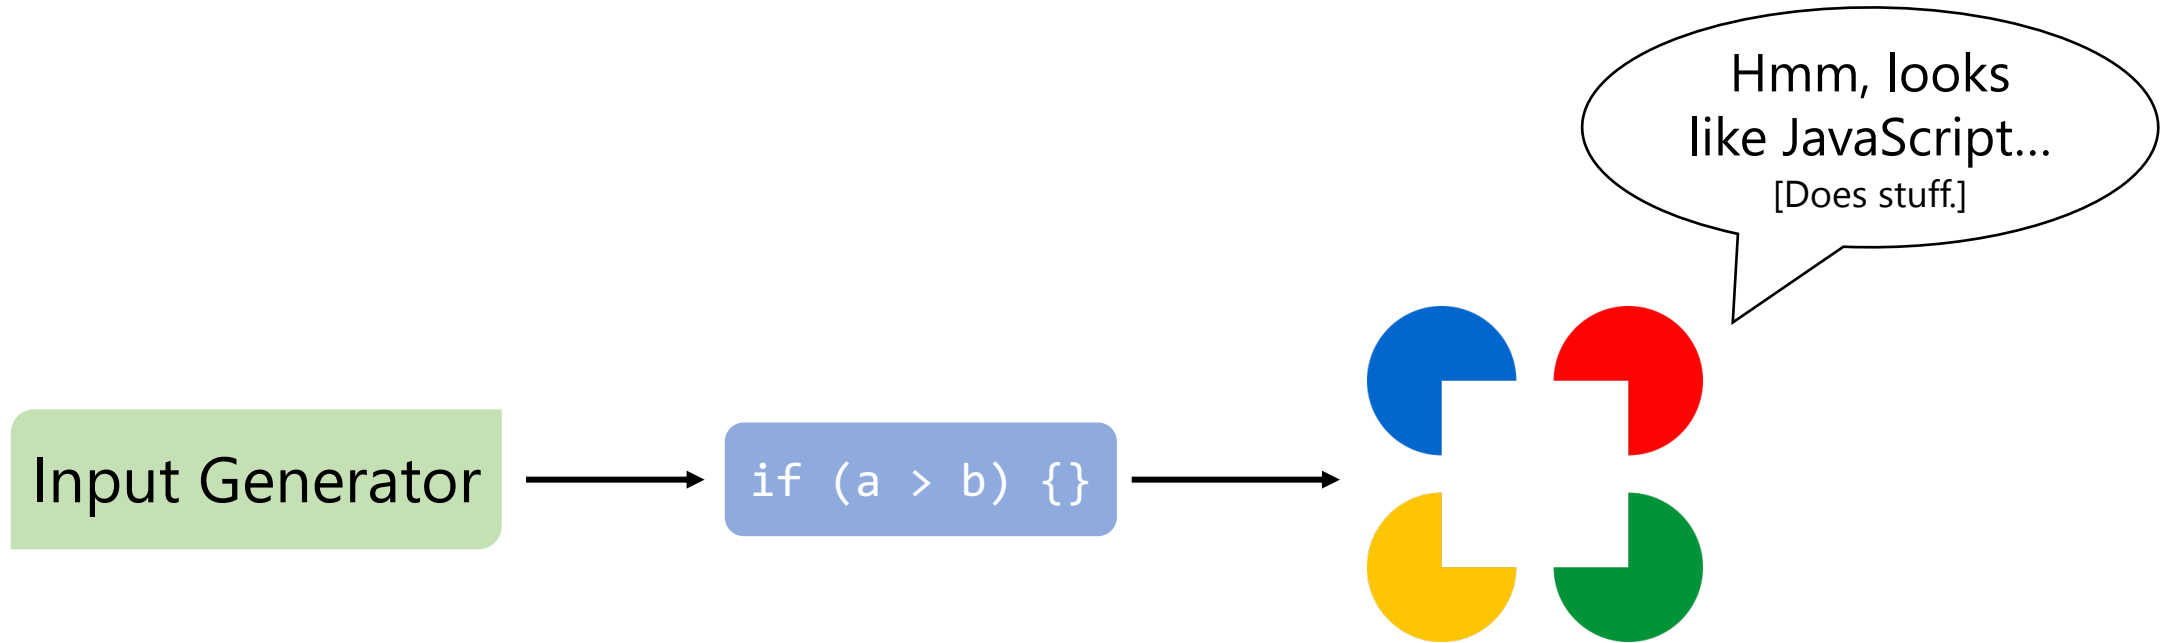 Hmm, looks
like JavaScript...
[Does stuff.]
Input Generator
if (a > b) {}